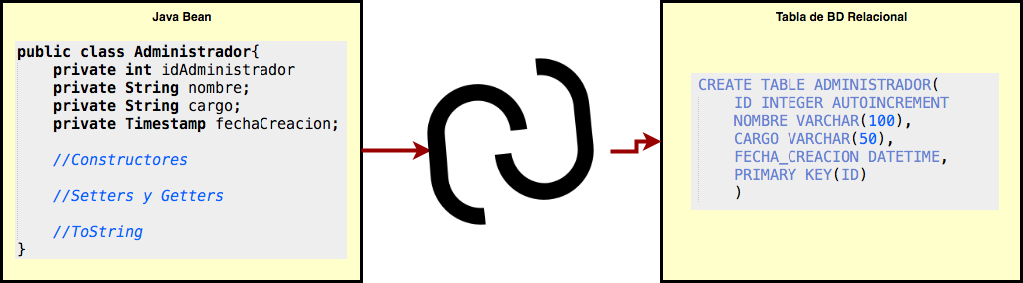 Java Bean
public class Administrador{
private int idAdministrador
private String nombre;
private String cargo;
private Timestamp fechaCreacion;
//Constructores
//Setters y Getters
//ToString
}
Tabla de BD Relacional
CREATE TABLE ADMINISTRADOR(
ID INTEGER AUTOINCREMENT
NOMBRE VARCHAR(100),
CARGO VARCHAR(50),
FECHA_CREACION DATETIME,
PRIMARY KEY(ID)
)